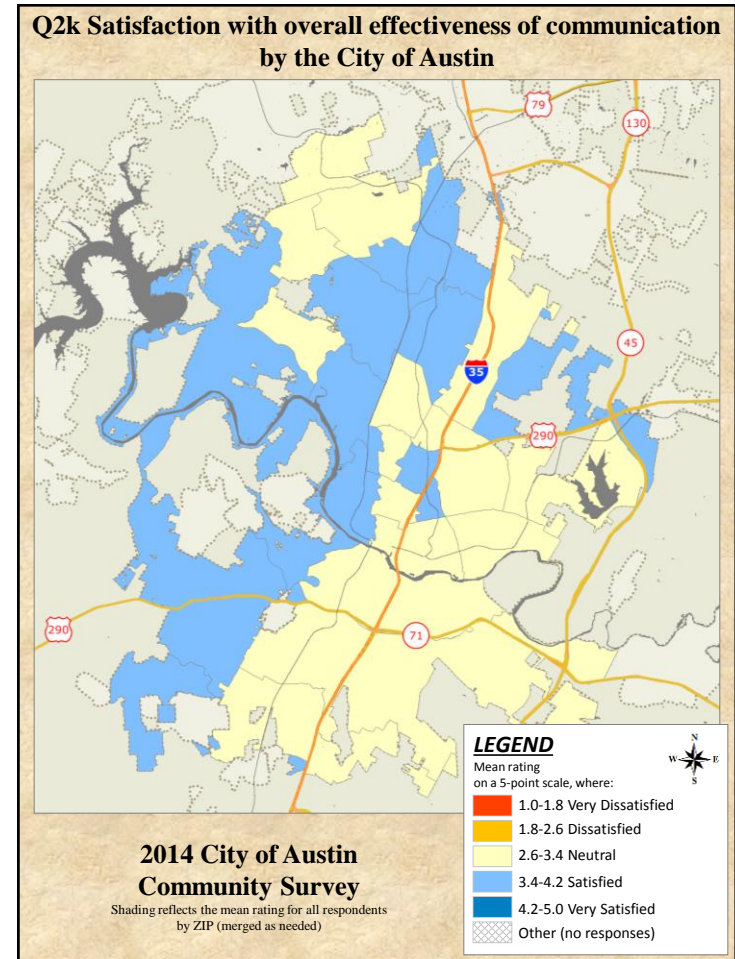 Q2k Satisfaction with overall effectiveness of communication
by the City of Austin
79
130
45
35
290
290
71
LEGEND
Mean rating
on a 5-point scale, where:
N
W E
S
1.0-1.8 Very Dissatisfied
1.8-2.6 Dissatisfied
2.6-3.4 Neutral
3.4-4.2 Satisfied
4.2-5.0 Very Satisfied
Other (no responses)
2014 City of Austin
Community Survey
Shading reflects the mean rating for all respondents
by ZIP (merged as needed)